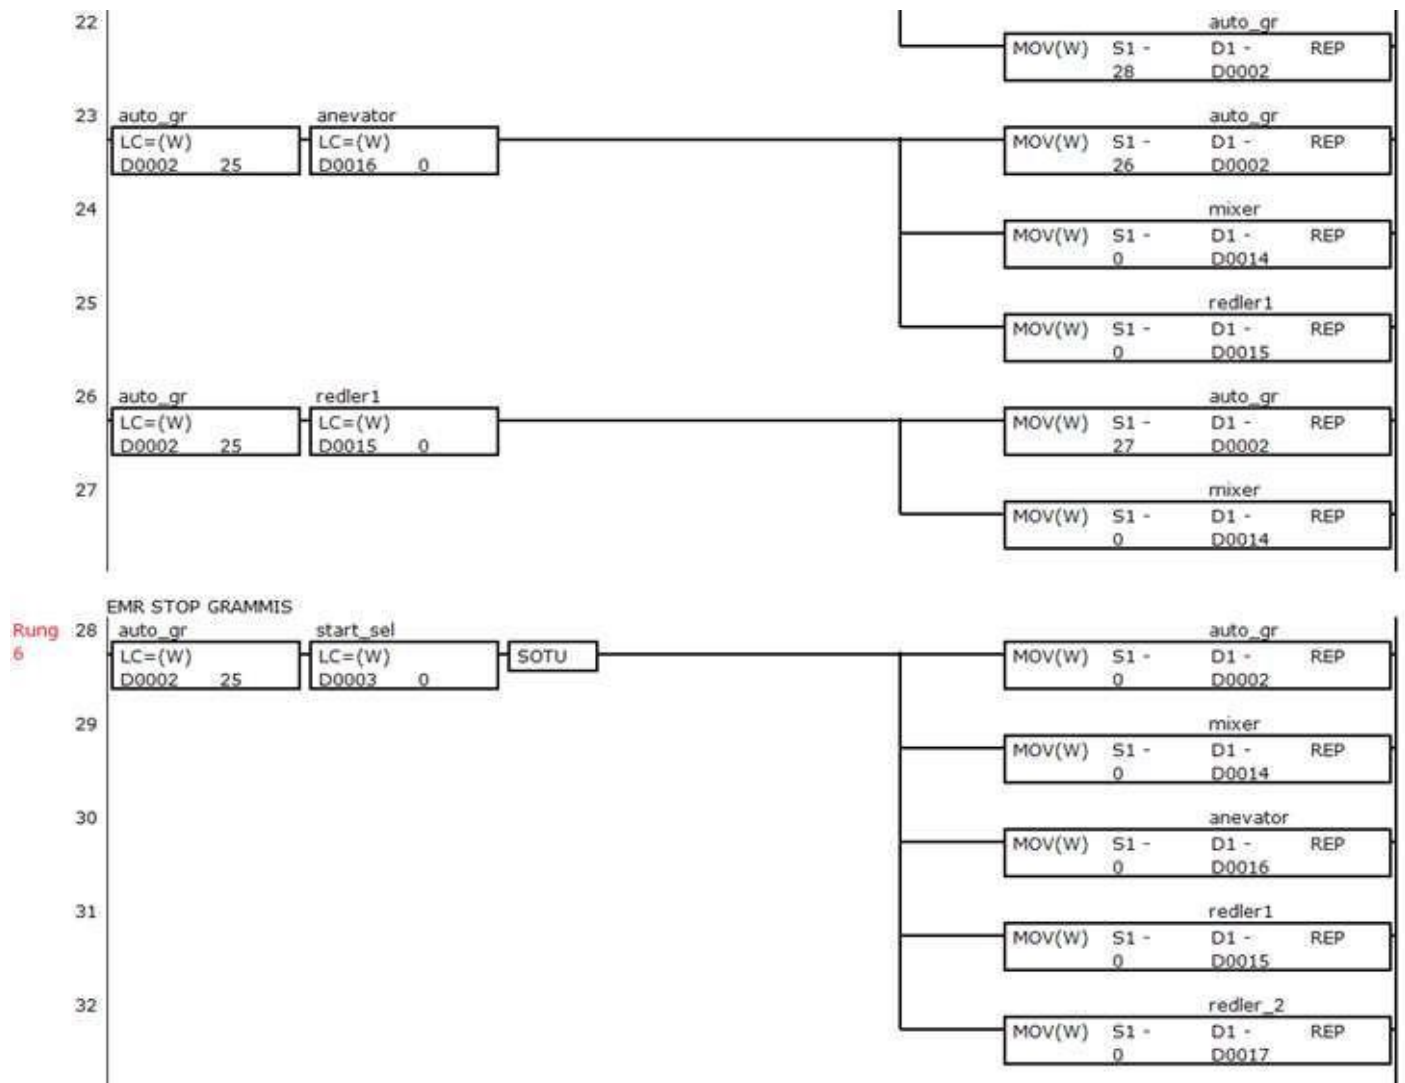 22 auto_gr
MOV(W) S1 - D1 - REP
28 D0002
23 auto_gr anevator auto_gr
LC=(W) LC=(W) MOV(W) S1 - D1 - REP
D0002 25 D0016 0 26 D0002
24 mixer
MOV(W) S1 - D1 - REP
0 D0014
25 redler1
MOV(W) S1 - D1 - REP
0 D0015
26 auto_gr redler1 auto_gr
LC=(W) LC=(W) MOV(W) S1 - D1 - REP
D0002 25 D0015 0 27 D0002
27 mixer
MOV(W) S1 - D1 - REP
0 D0014
EMR STOP GRAMMIS
Rung 28 auto_gr start_sel auto_gr
6 LC=(W) LC=(W) SOTU MOV(W) S1 - D1 - REP
D0002 25 D0003 0 0 D0002
29 mixer
MOV(W) S1 - D1 - REP
0 D0014
30 anevator
MOV(W) S1 - D1 - REP
0 D0016
31 redler1
MOV(W) S1 - D1 - REP
0 D0015
32 redler_2
MOV(W) S1 - D1 - REP
0 D0017